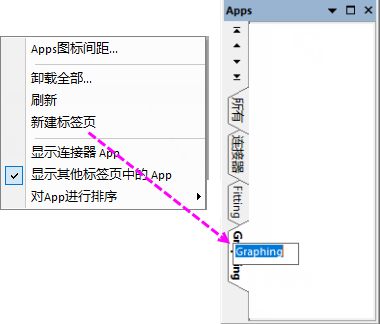 Apps图标间距...
卸载全部...
刷新
新建标签页
显示连接器 App
显示其他标签页中的 App
对App进行排序
Apps
所有
连接器
Fitting
Graphing